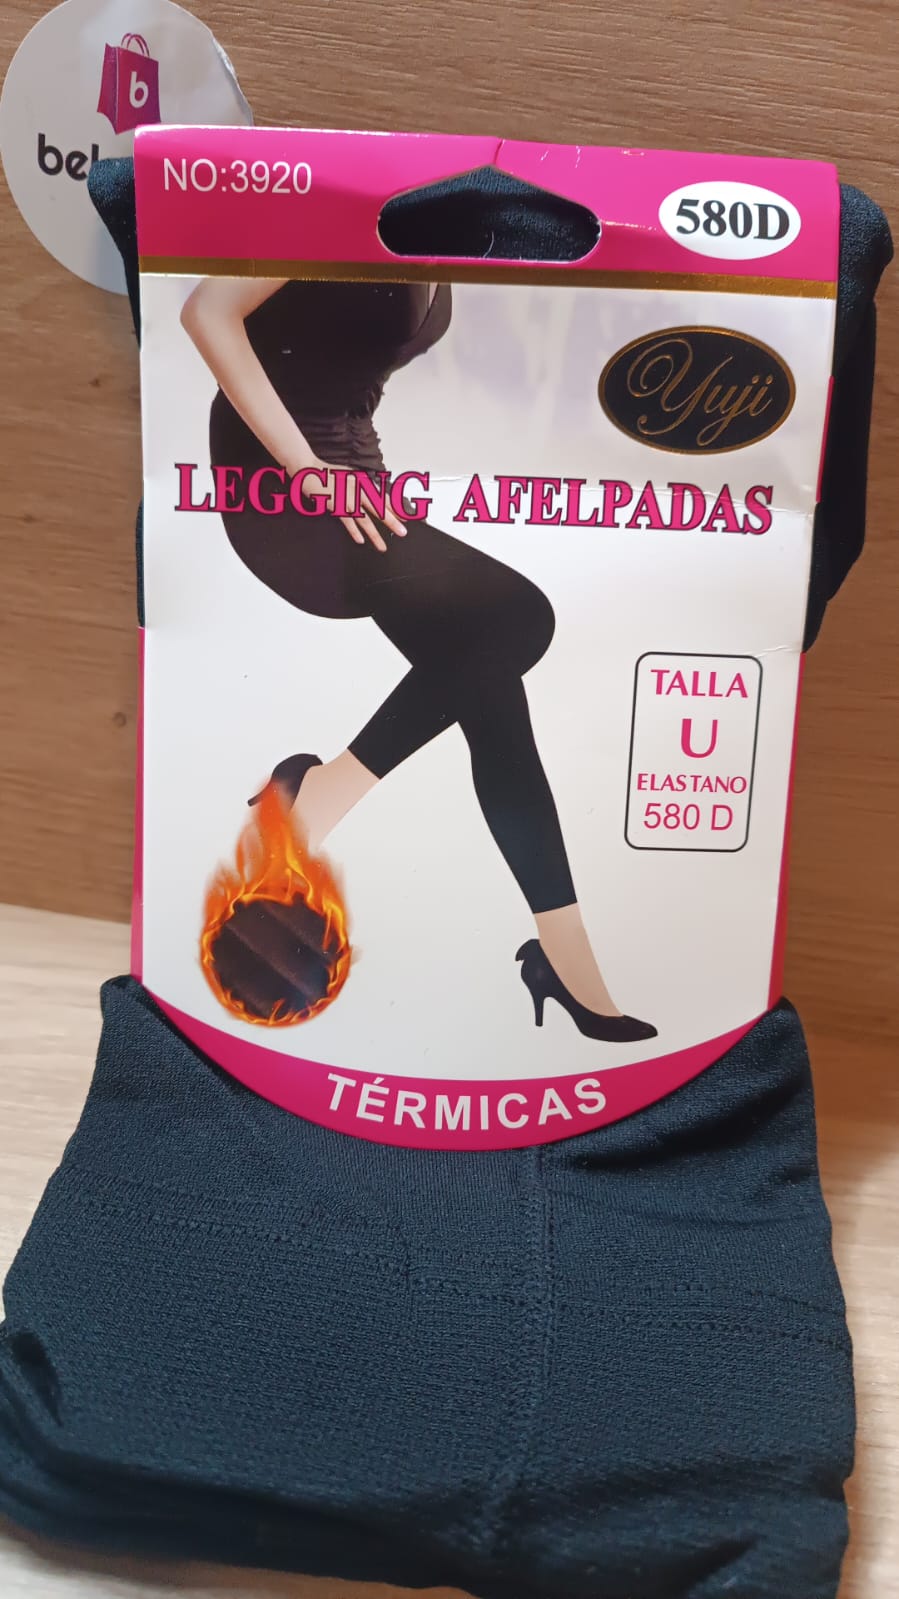 b
NO:3920
580D
Yuji
LEGGING AFELPADAS
TALLA
U
ELASTANO
580 D
TÉRMICAS